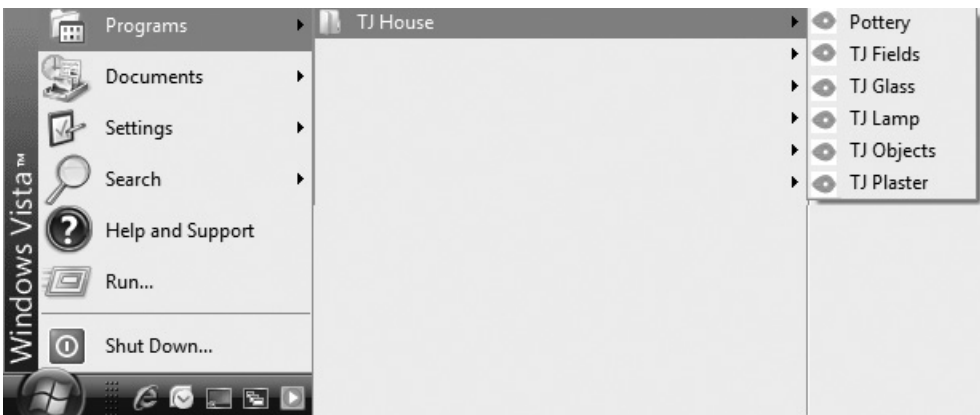 Programs
Documents
Settings
Search
Help and Support
Run...
Shut Down...
Windows Vista™
TJ House
Pottery
TJ Fields
TJ Glass
TJ Lamp
TJ Objects
TJ Plaster